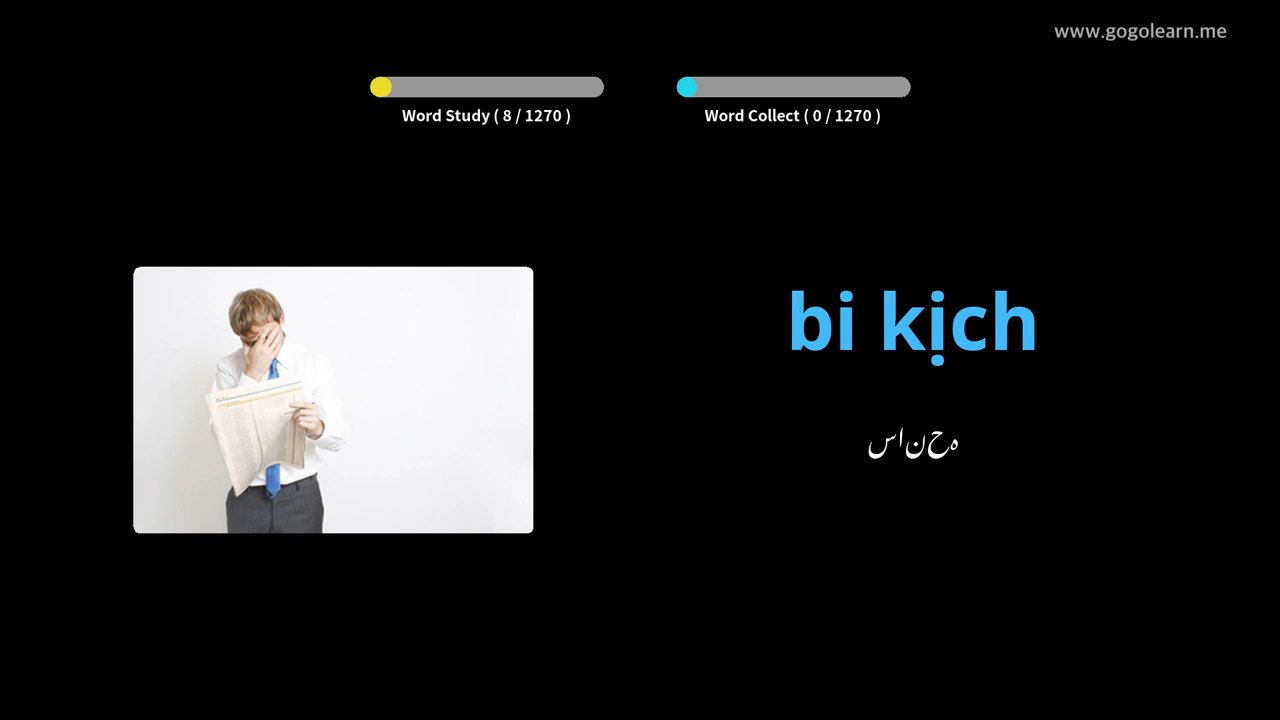 www.gogolearn.me
Word Study ( 8 / 1270 )
Word Collect ( 0 / 1270 )
bi kịch
سانحہ